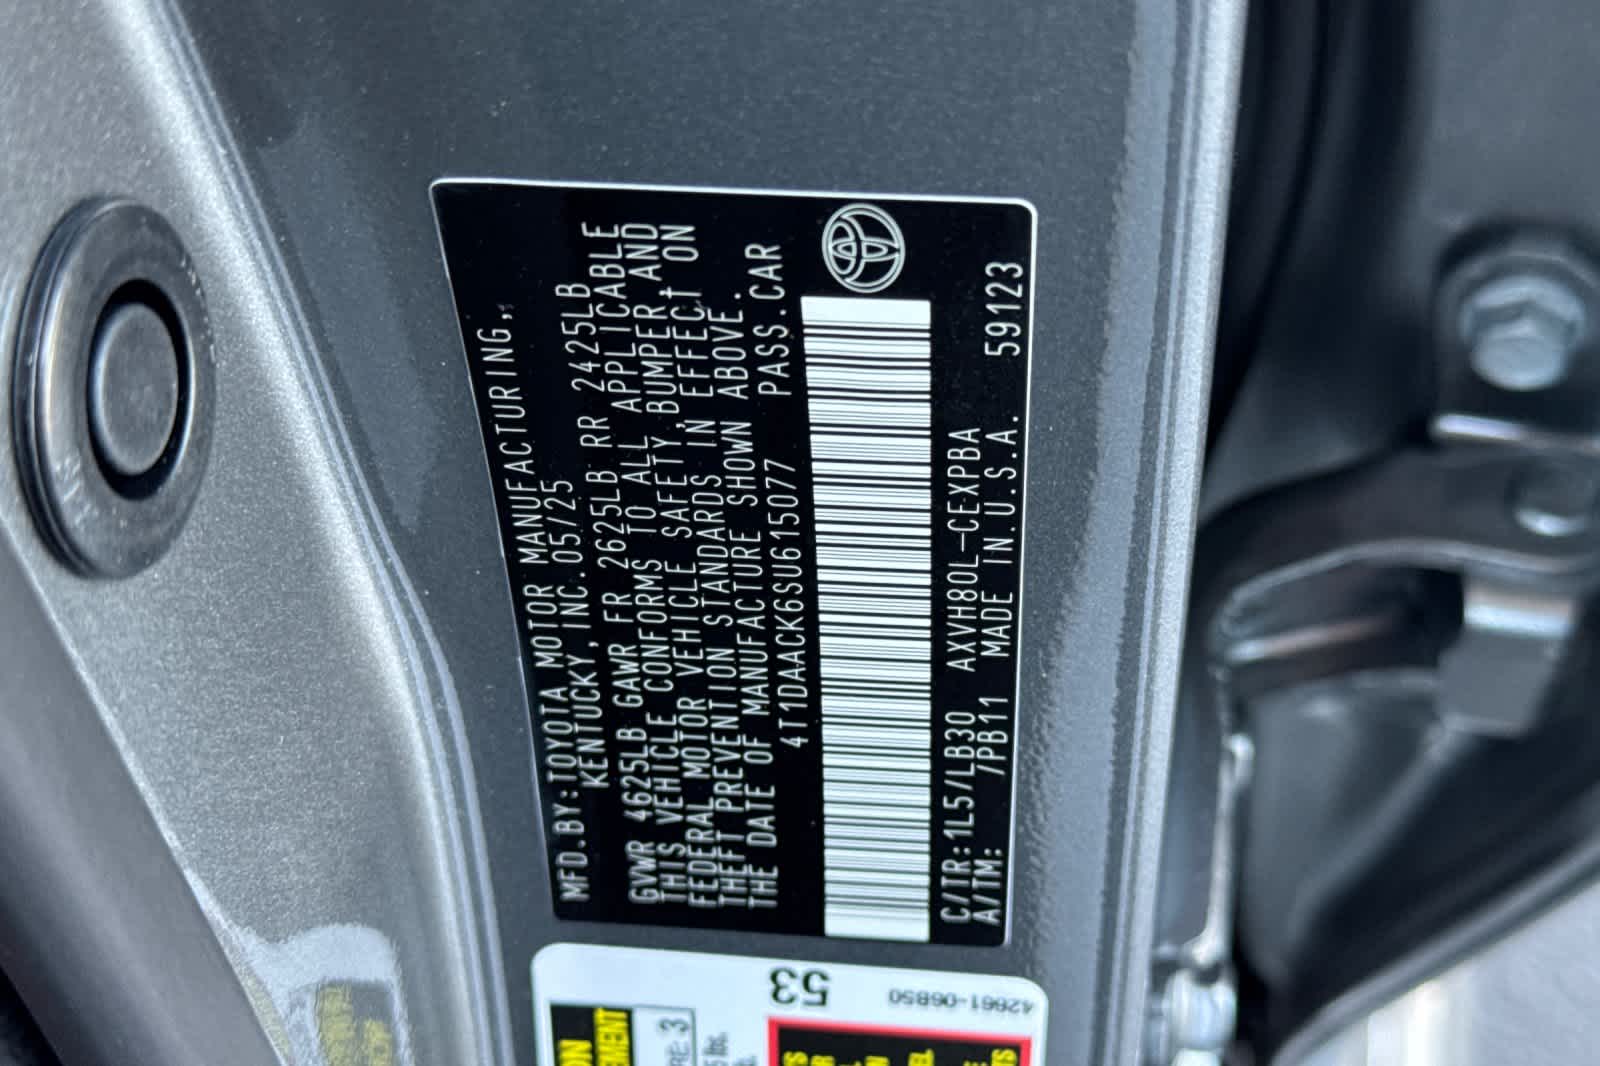 MFD.BY:TOYOTA MOTOR MANUFACTURING,
KENTUCKY, INC. 05/25
GVWR 4625LB GAWR FR 2625LB RR 2425LB
THIS VEHICLE CONFORMS TO ALL APPLICABLE
FEDERAL MOTOR VEHICLE SAFETY,BUMPER,AND
THEFT PREVENTION STANDARDS IN EFFECT ON
THE DATE OF MANUFACTURE SHOWN ABOVE.
4T1DAACK6SU615077 PASS.CAR
C/TR:1L5/LB30 AXVH80L-CEXPBA
A/TM: /PB11 MADE IN U.S.A. 59123
53
42661-06B50
3